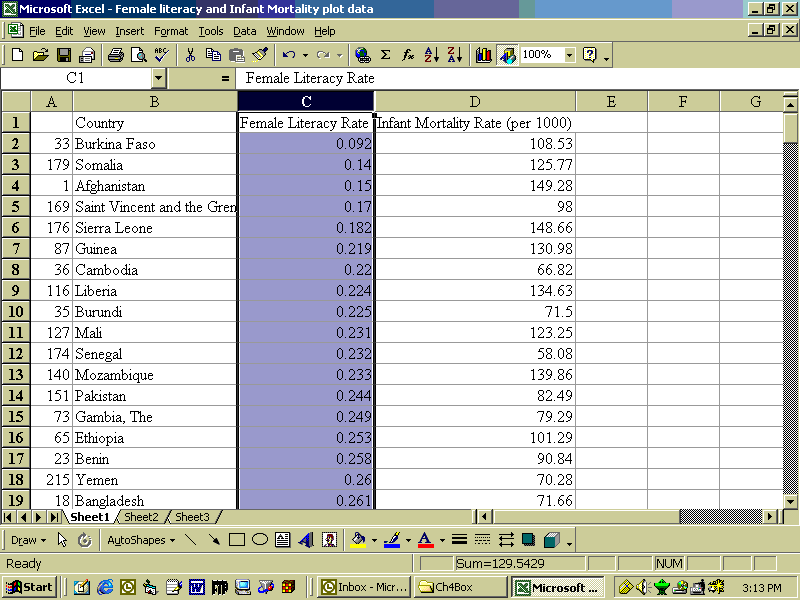 Microsoft Excel - Female literacy and Infant Mortality plot data
File Edit View Insert Format Tools Data Window Help
ABC 100% ?
C1 = Female Literacy Rate
A B C D E F G
1 Country Female Literacy Rate Infant Mortality Rate (per 1000)
2 33 Burkina Faso 0.092 108.53
3 179 Somalia 0.14 125.77
4 1 Afghanistan 0.15 149.28
5 169 Saint Vincent and the Gren 0.17 98
6 176 Sierra Leone 0.182 148.66
7 87 Guinea 0.219 130.98
8 36 Cambodia 0.22 66.82
9 116 Liberia 0.224 134.63
10 35 Burundi 0.225 71.5
11 127 Mali 0.231 123.25
12 174 Senegal 0.232 58.08
13 140 Mozambique 0.233 139.86
14 151 Pakistan 0.244 82.49
15 73 Gambia, The 0.249 79.29
16 65 Ethiopia 0.253 101.29
17 23 Benin 0.258 90.84
18 215 Yemen 0.26 70.28
19 18 Bangladesh 0.261 71.66
Sheet1 Sheet2 Sheet3
Draw AutoShapes
Ready Sum=129.5429 NUM
Start Inbox - Micr... Ch4Box Microsoft ... 3:13 PM